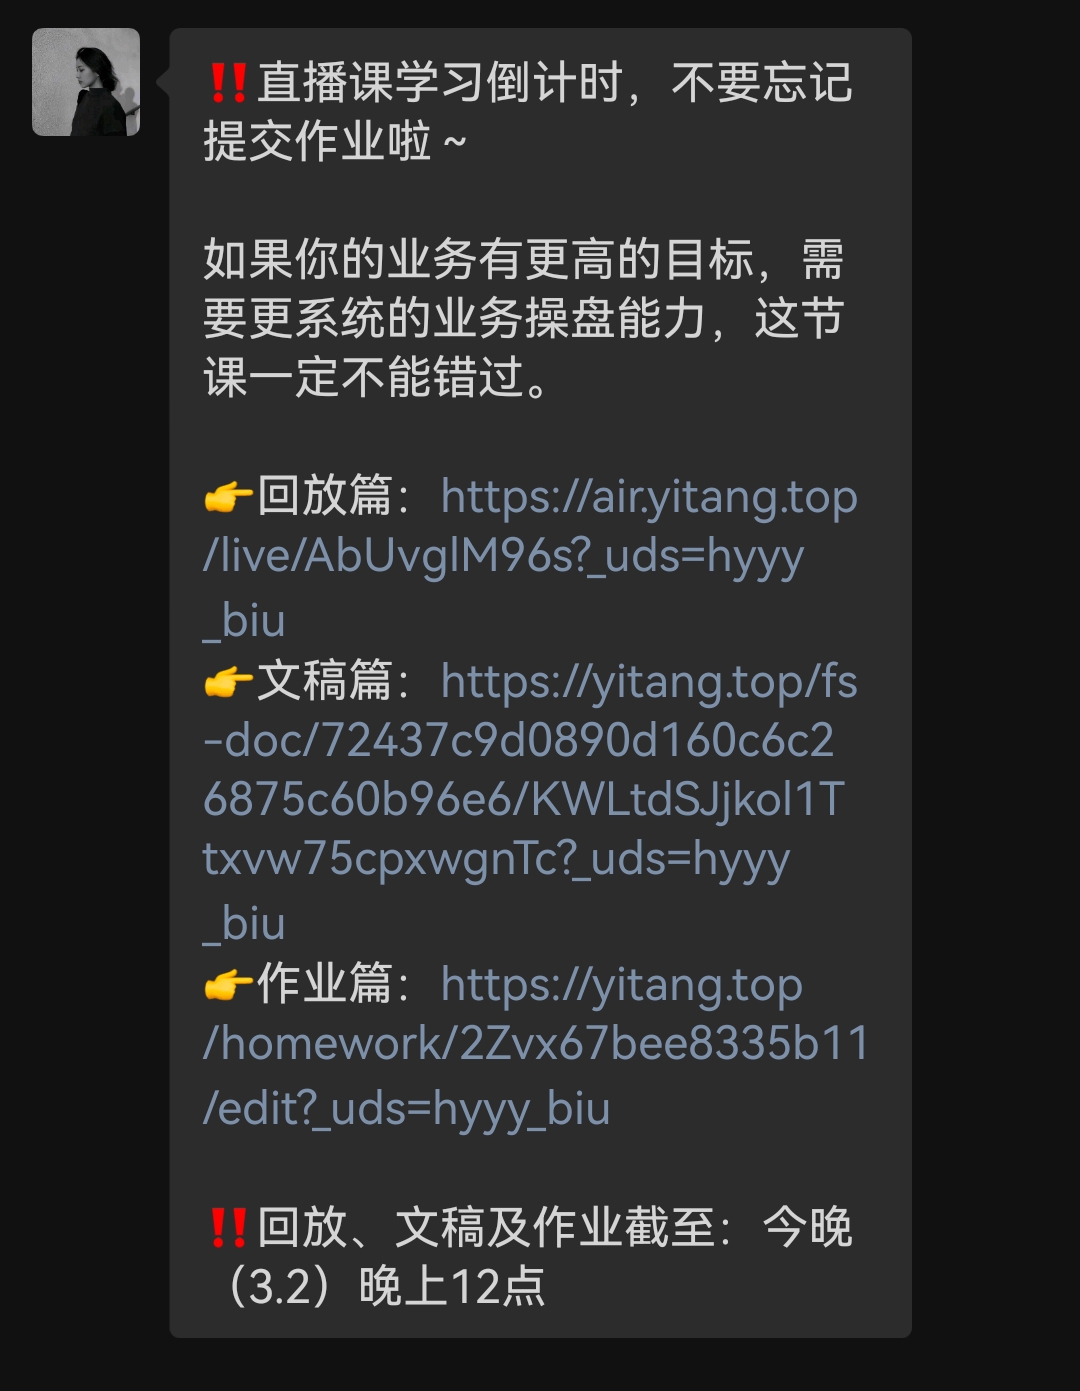 ‼️直播课学习倒计时，不要忘记
提交作业啦 ~
如果你的业务有更高的目标，需
要更系统的业务操盘能力，这节
课一定不能错过。
👉回放篇：https://air.yitang.top
/live/AbUvglM96s?_uds=hyyy
_biu
👉文稿篇：https://yitang.top/fs
-doc/72437c9d0890d160c6c2
6875c60b96e6/KWLtdSJjkol1T
txvw75cpxwgnTc?_uds=hyyy
_biu
👉作业篇：https://yitang.top
/homework/2Zvx67bee8335b11
/edit?_uds=hyyy_biu
‼️回放、文稿及作业截至：今晚
（3.2）晚上12点